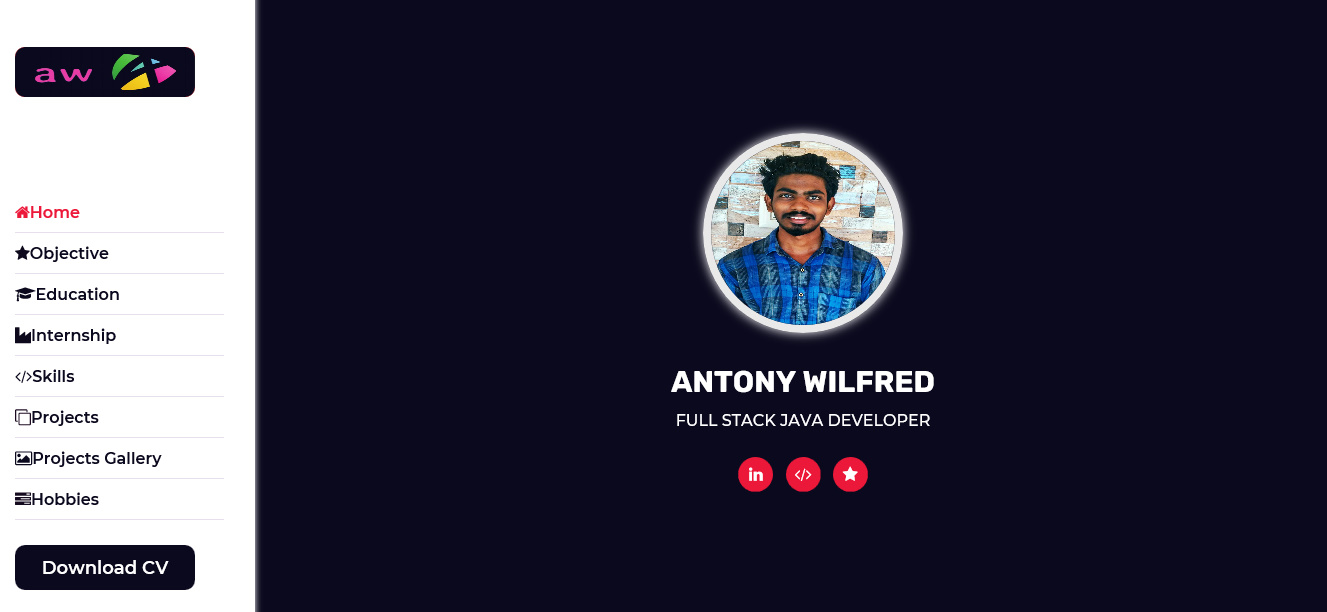 aw
Home
Objective
Education
Internship
Skills
Projects
Projects Gallery
Hobbies
Download CV
ANTONY WILFRED
FULL STACK JAVA DEVELOPER
in